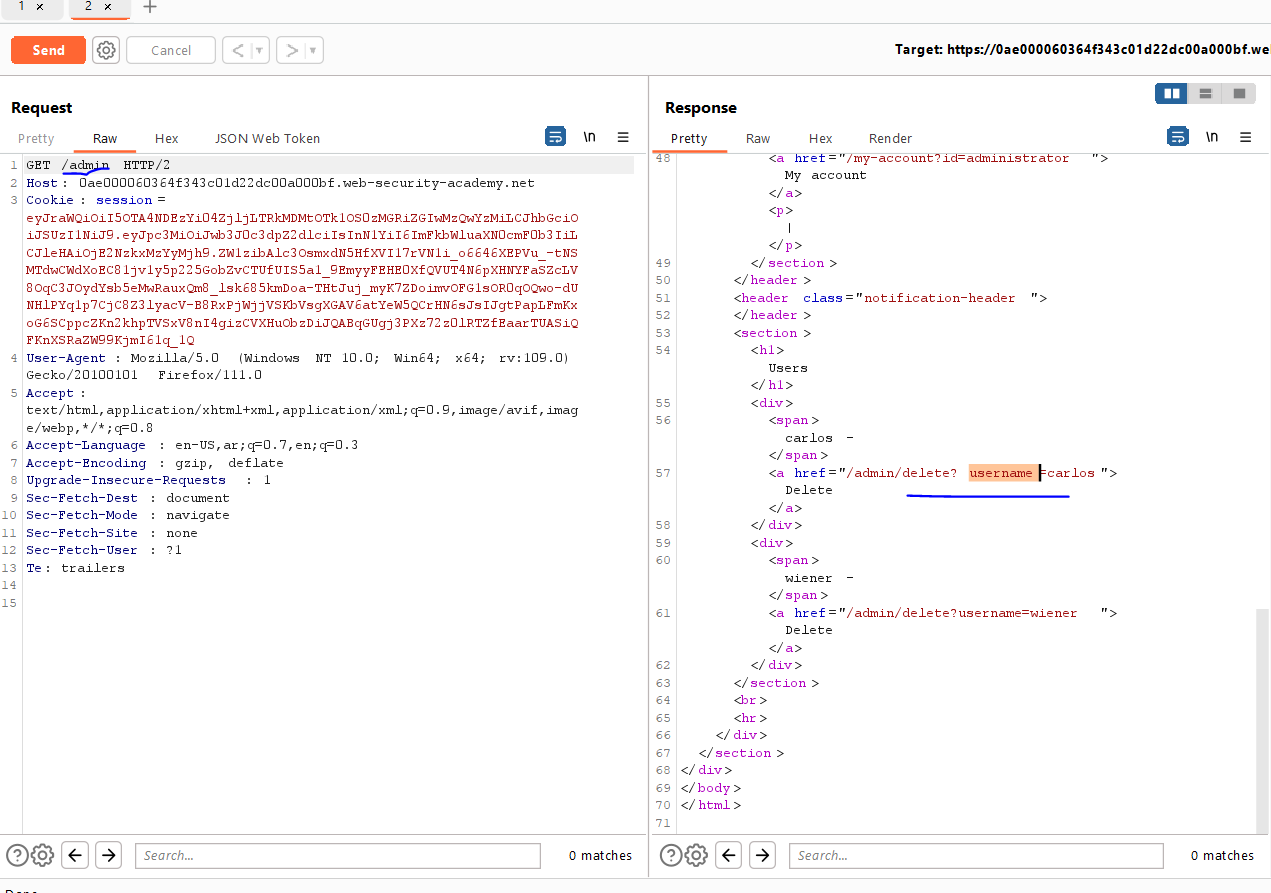 1 × 2 × +
Send Cancel < > Target: https://0ae000060364f343c01d22dc00a000bf.we
Request
Pretty Raw Hex JSON Web Token \n
1 GET /admin HTTP/2
2 Host: 0ae000060364f343c01d22dc00a000bf.web-security-academy.net
3 Cookie: session=
4 User-Agent : Mozilla/5.0 (Windows NT 10.0; Win64; x64; rv:109.0)
Gecko/20100101 Firefox/111.0
5 Accept :
text/html,application/xhtml+xml,application/xml;q=0.9,image/avif,imag
e/webp,*/*;q=0.8
6 Accept-Language : en-US,ar;q=0.7,en;q=0.3
7 Accept-Encoding : gzip, deflate
8 Upgrade-Insecure-Requests : 1
9 Sec-Fetch-Dest : document
10 Sec-Fetch-Mode : navigate
11 Sec-Fetch-Site : none
12 Sec-Fetch-User : ?1
13 Te: trailers
14
15
Search... 0 matches
Response
Pretty Raw Hex Render \n
48 <a href="/my-account?id=administrator ">
My account
</a>
<p>
|
</p>
49 </section >
50 </header >
51 <header class="notification-header ">
52 </header >
53 <section >
54 <h1>
Users
</h1>
55 <div>
56 <span>
carlos -
</span>
57 <a href="/admin/delete? username =carlos ">
Delete
</a>
58 </div>
59 <div>
60 <span>
wiener -
</span>
61 <a href="/admin/delete?username=wiener ">
Delete
</a>
62 </div>
63 </section >
64 <br>
65 <hr>
66 </div>
67 </section >
68 </div>
69 </body>
70 </html>
71
Search... 0 matches